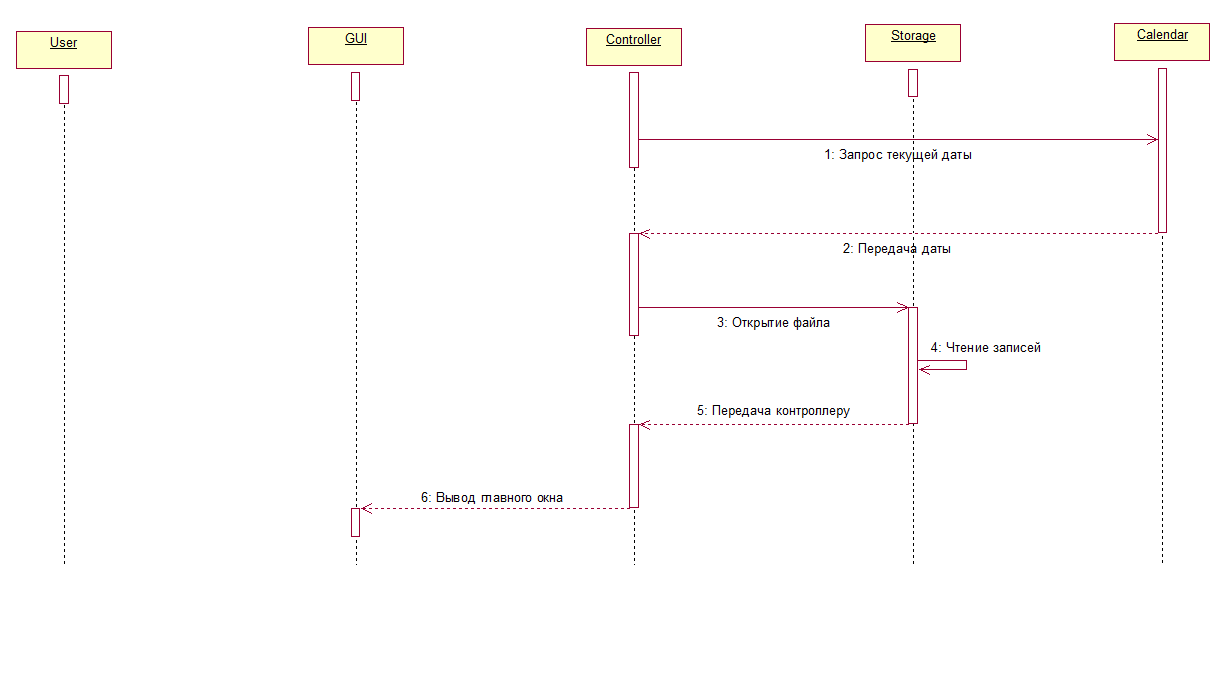 User
GUI
Controller
Storage
Calendar
1: Запрос текущей даты
2: Передача даты
3: Открытие файла
4: Чтение записей
5: Передача контроллеру
6: Вывод главного окна